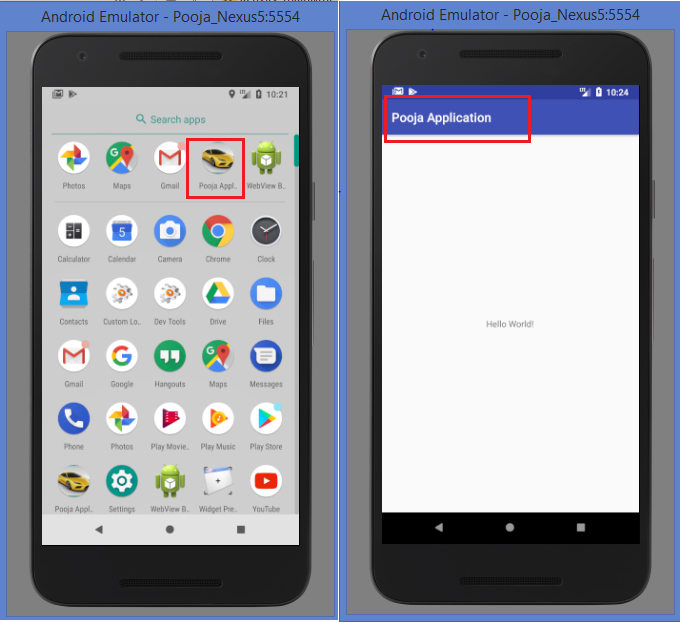 Android Emulator - Pooja_Nexus5:5554
10:21
Search apps
Photos Maps Gmail Pooja Appl.. WebView B..
Calculator 5 Calendar Camera Chrome Clock
Contacts Custom Lo.. Dev Tools Drive Files
Gmail Google Hangouts Maps Messages
Phone Photos Play Movie.. Play Music Play Store
Pooja Appl.. Settings WebView B.. Widget Pre.. YouTube
Android Emulator - Pooja_Nexus5:5554
10:24
Pooja Application
Hello World!